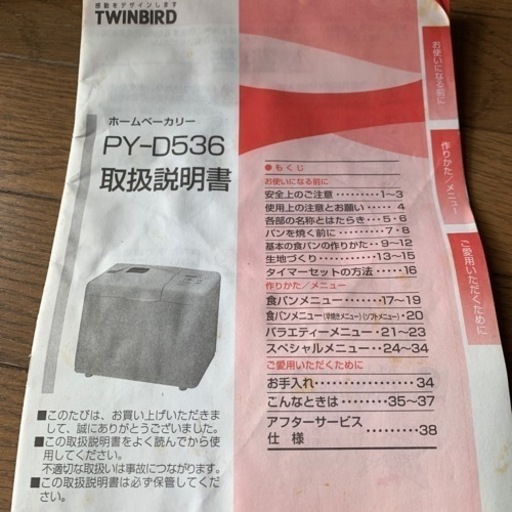 感動をデザインします
TWINBIRD
ホームベーカリー
PY-D536
取扱説明書
■このたびは、お買い上げいただきまして、誠にありがとうございました。
■この取扱説明書をよく読んでから使用してください。
不適切な取扱いは事故につながります。
■この取扱説明書は必ず保管してください。
●もくじ
お使いになる前に
安全上のご注意………1~3
使用上の注意とお願い…… 4
各部の名称とはたらき…5・6
パンを焼く前に………7・8
基本の食パンの作りかた…9~12
生地づくり…………13~15
タイマーセットの方法……16
作りかた/メニュー
食パンメニュー………17~19
食パンメニュー(早焼きメニュー)(ソフトメニュー)・20
バラエティーメニュー…21~23
スペシャルメニュー…24~34
ご愛用いただくために
お手入れ………………34
こんなときは………35~37
アフターサービス
仕 様 …………38
お使いになる前に
作りかた/メニュー
ご愛用いただくために